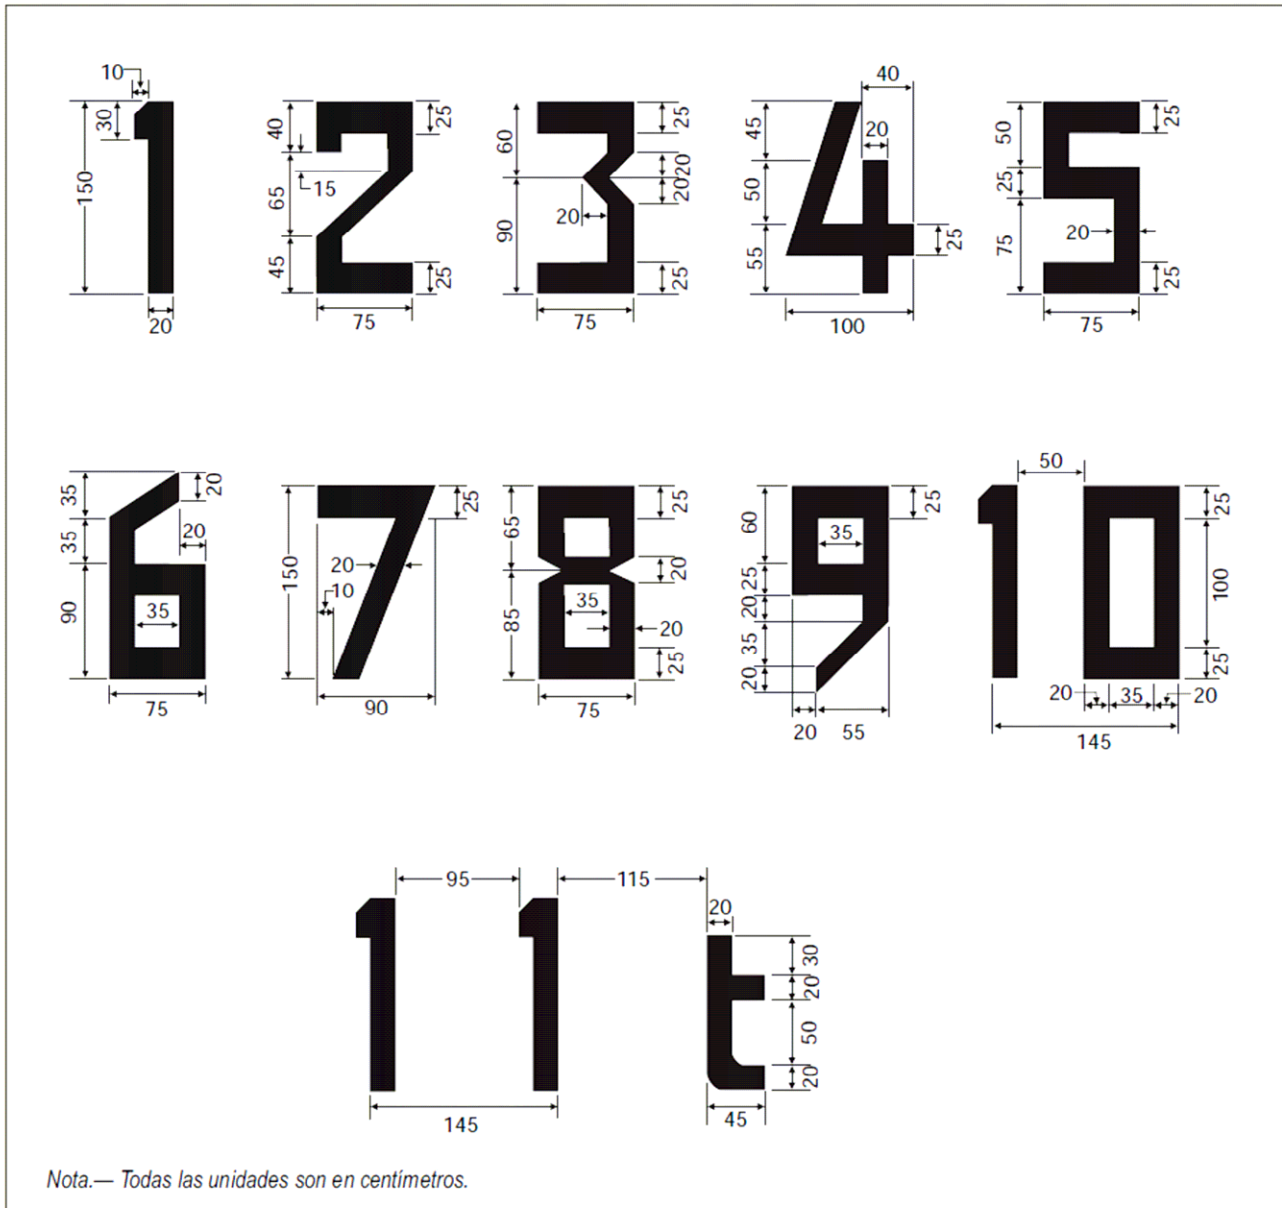 10 40
30 150 20
1
40 15 65 45 25 25 75
2
60 90 20 20 20 25 25 75
3
45 50 55 20 25 100
4
50 25 75 25 20 25 75
5
35 35 90 20 20 35 75
6
150 25 20 10 90
7
65 85 25 20 35 20 25 75
8
60 25 20 35 20 25 35 20 55
9
50 25 100 25 20 35 20 145
10
95 115
11 t
145 20 30 20 50 20 45
Nota.— Todas las unidades son en centímetros.